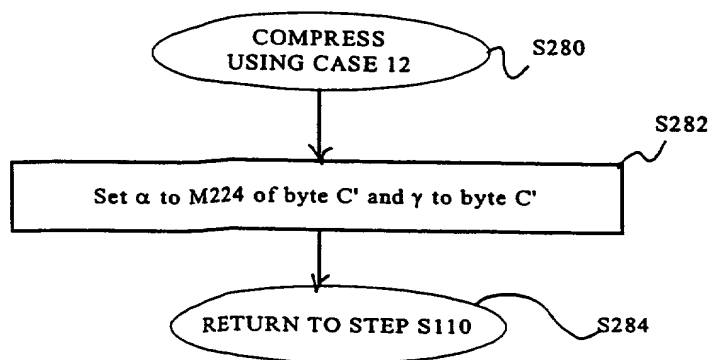 COMPRESS
USING CASE 12
S280
S282
Set α to M224 of byte C' and γ to byte C'
RETURN TO STEP S110
S284